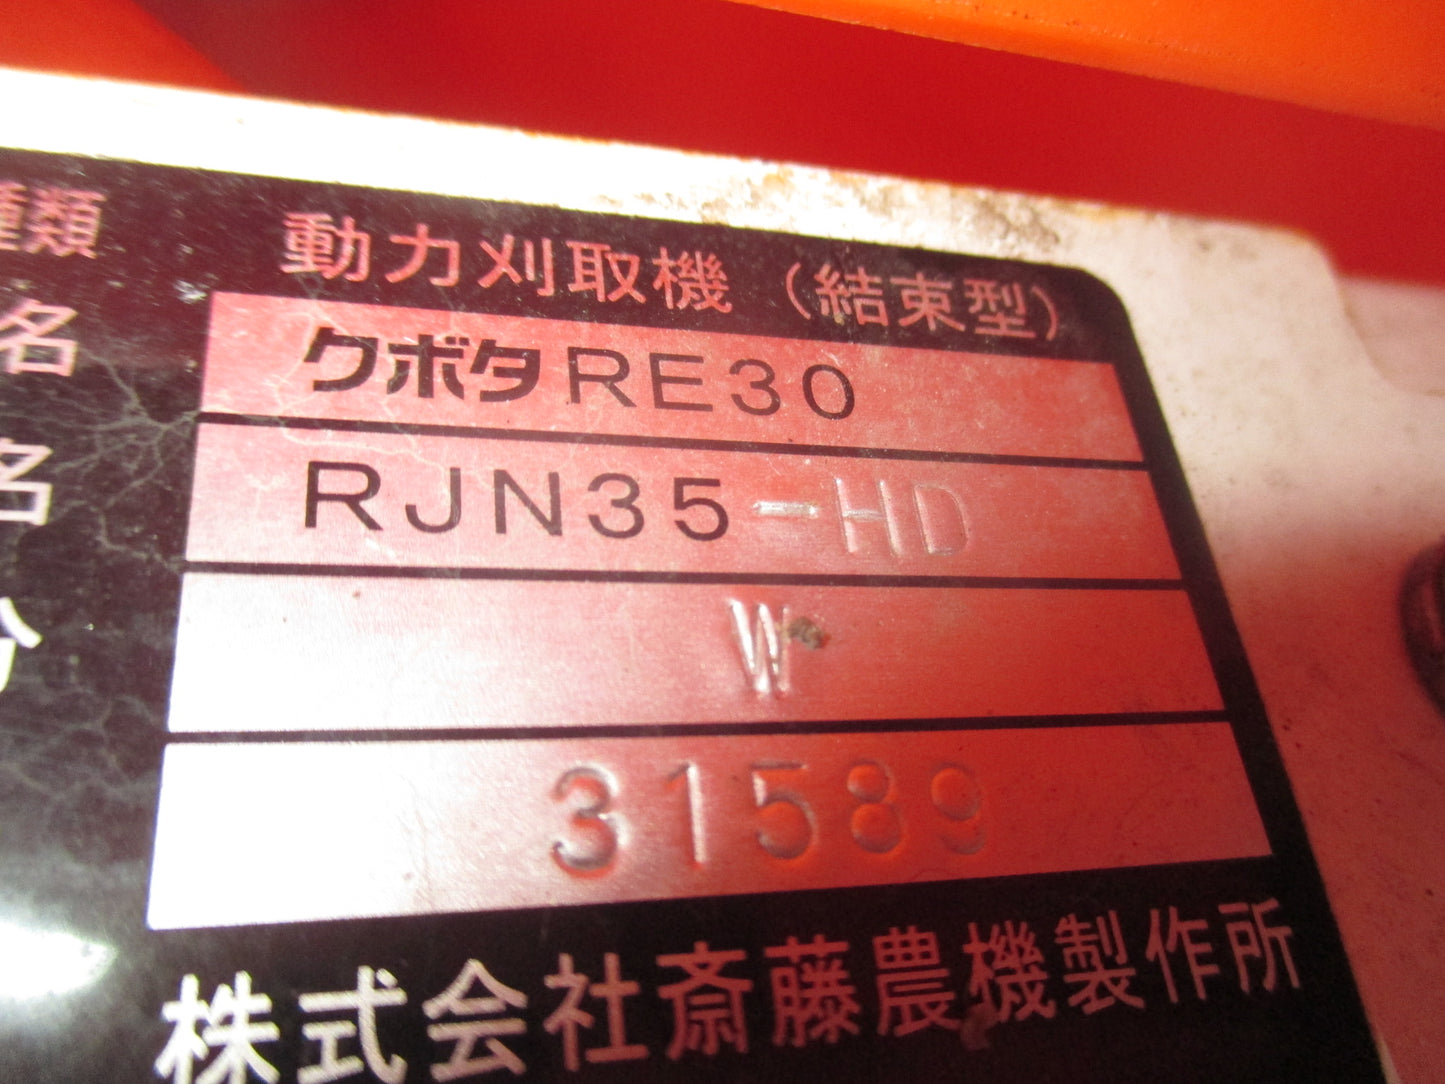 種類 動力刈取機（結束型）
名 クボタRE30
名 RJN35-HD
W
31589
株式会社斎藤農機製作所